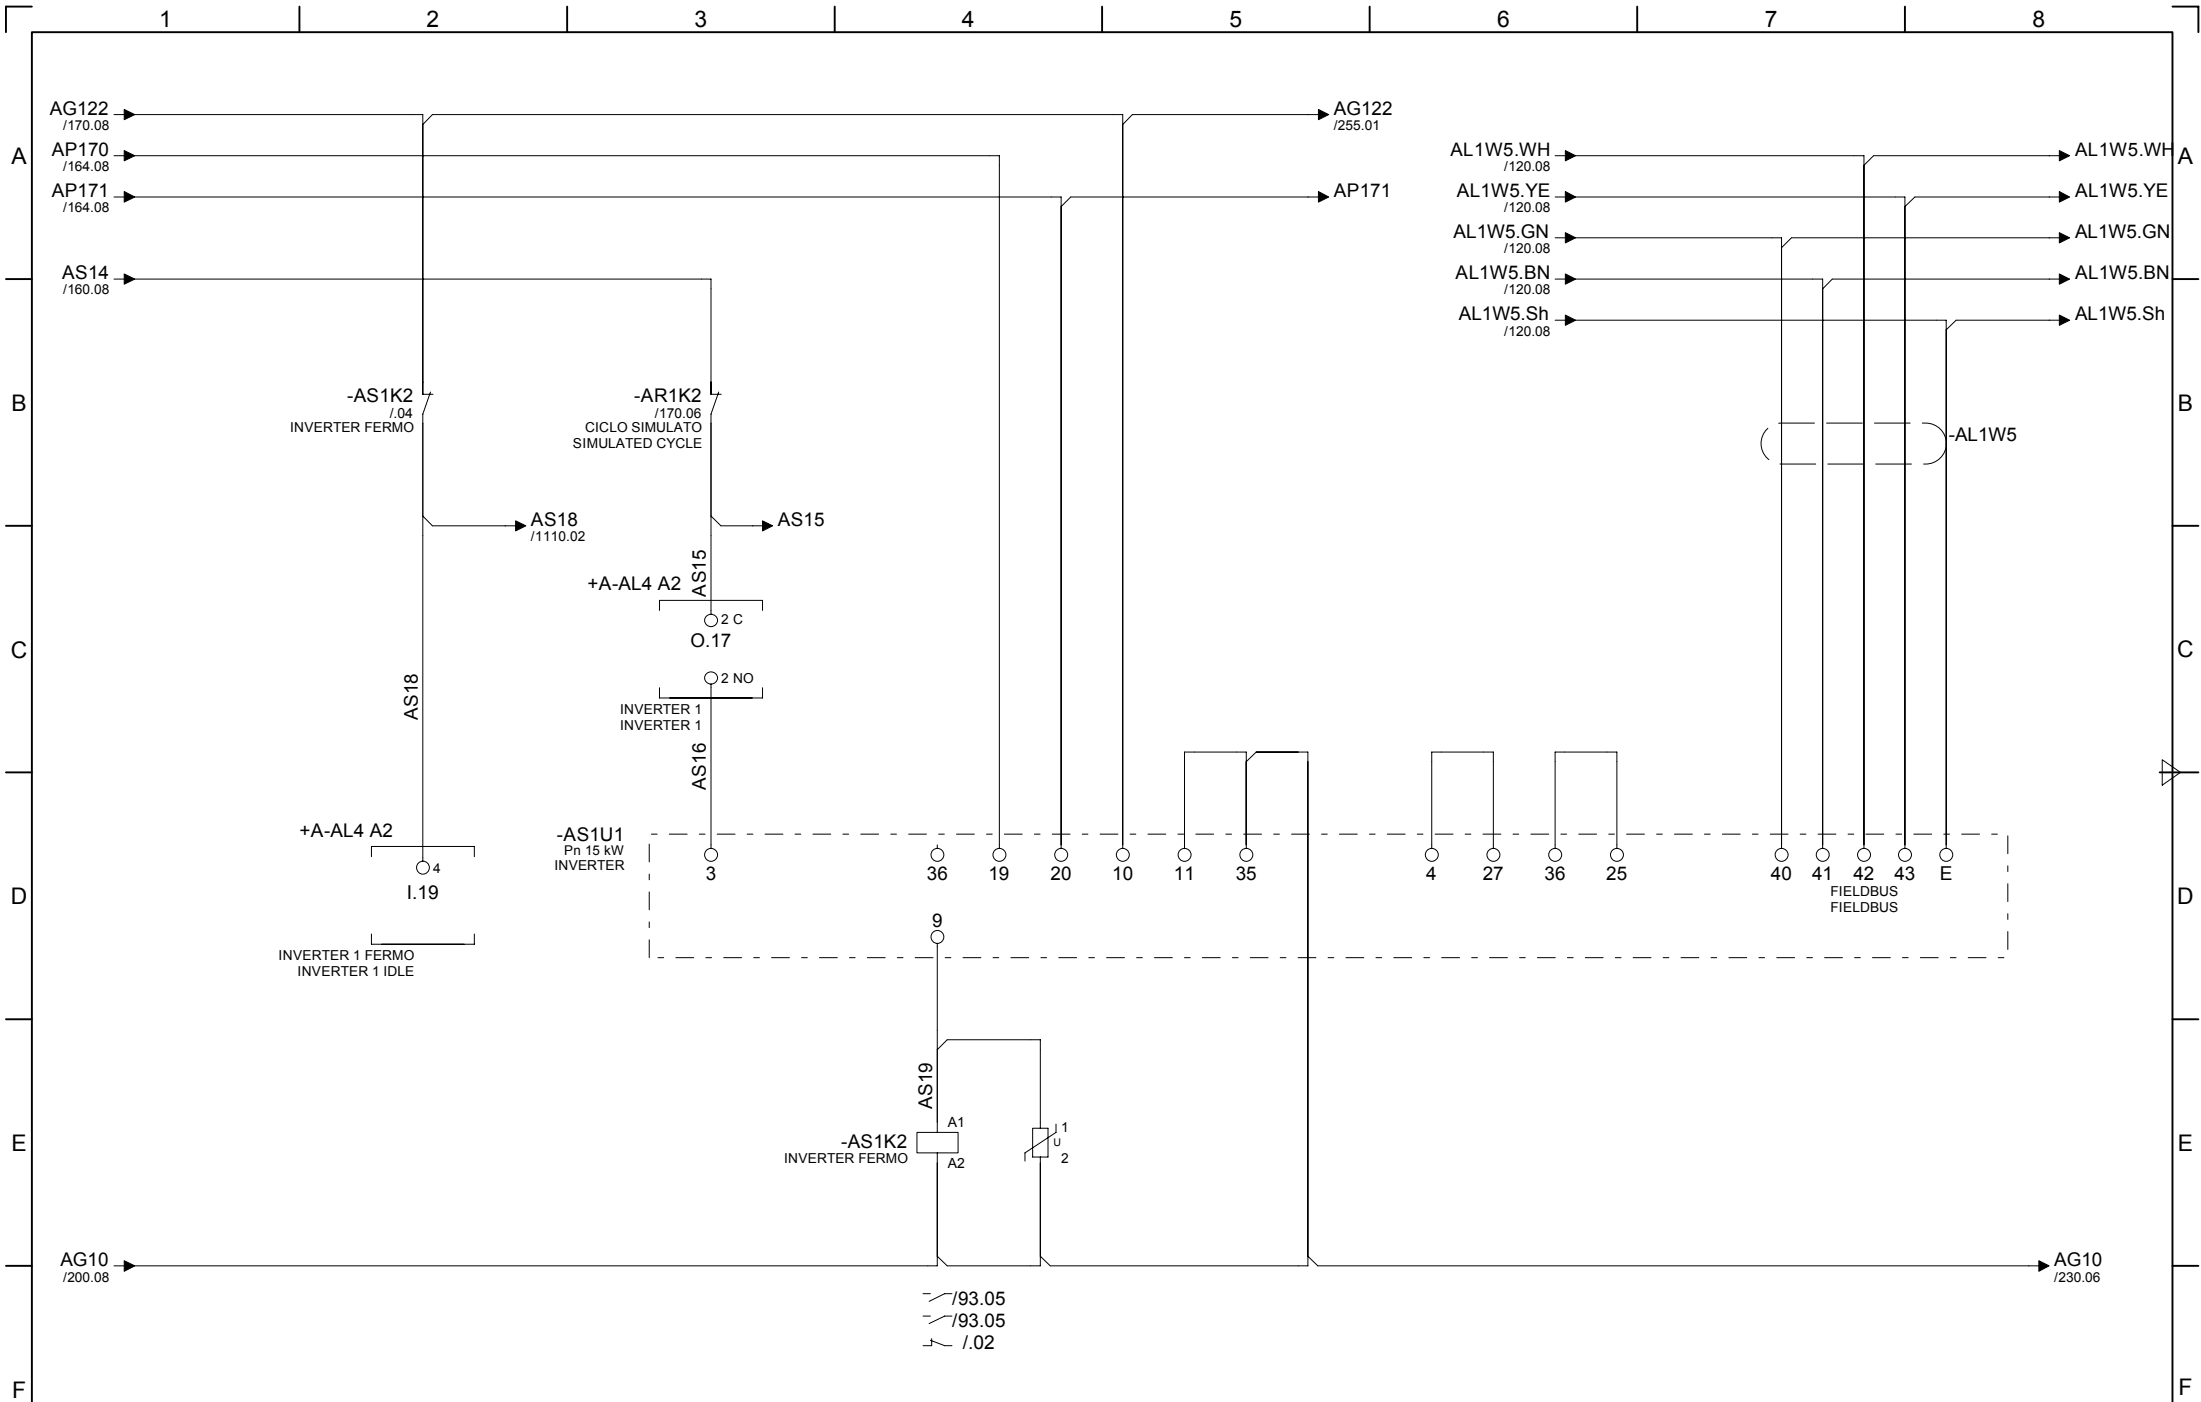 1 2 3 4 5 6 7 8
AG122
/170.08
AG122
/255.01
A
AP170
/164.08
AL1W5.WH
/120.08
AL1W5.WH
A
AP171
/164.08
AP171
AL1W5.YE
/120.08
AL1W5.YE
AL1W5.GN
/120.08
AL1W5.GN
AS14
/160.08
AL1W5.BN
/120.08
AL1W5.BN
AL1W5.Sh
/120.08
AL1W5.Sh
B
-AS1K2
/.04
INVERTER FERMO
-AR1K2
/170.06
CICLO SIMULATO
SIMULATED CYCLE
-AL1W5
B
AS18
/1110.02
AS15
AS15
+A-AL4 A2
2 C
O.17
C
C
AS18
2 NO
INVERTER 1
INVERTER 1
AS16
+A-AL4 A2
4
I.19
-AS1U1
Pn 15 kW
INVERTER
3 36 19 20 10 11 35 4 27 36 25 40 41 42 43 E
FIELDBUS
FIELDBUS
D
D
9
INVERTER 1 FERMO
INVERTER 1 IDLE
AS19
E
-AS1K2
INVERTER FERMO
A1
A2
1
U
2
E
AG10
/200.08
AG10
/230.06
/93.05
/93.05
/.02
F
F